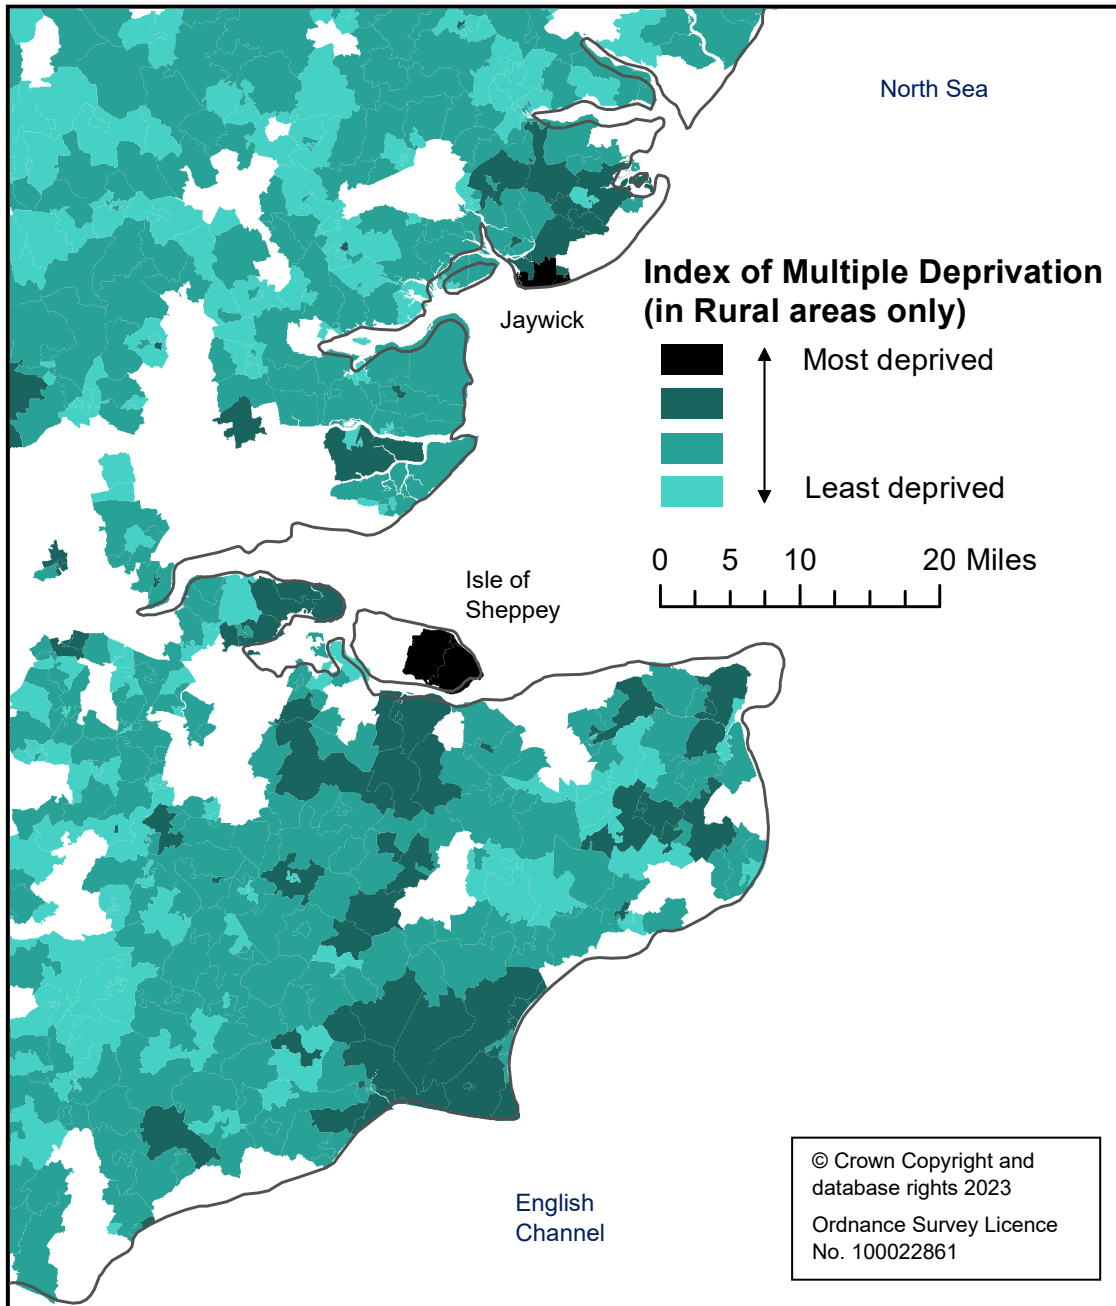 North Sea
Index of Multiple Deprivation
(in Rural areas only)
Jaywick
Most deprived
Least deprived
0 5 10 20 Miles
Isle of
Sheppey
English
Channel
© Crown Copyright and
database rights 2023
Ordnance Survey Licence
No. 100022861